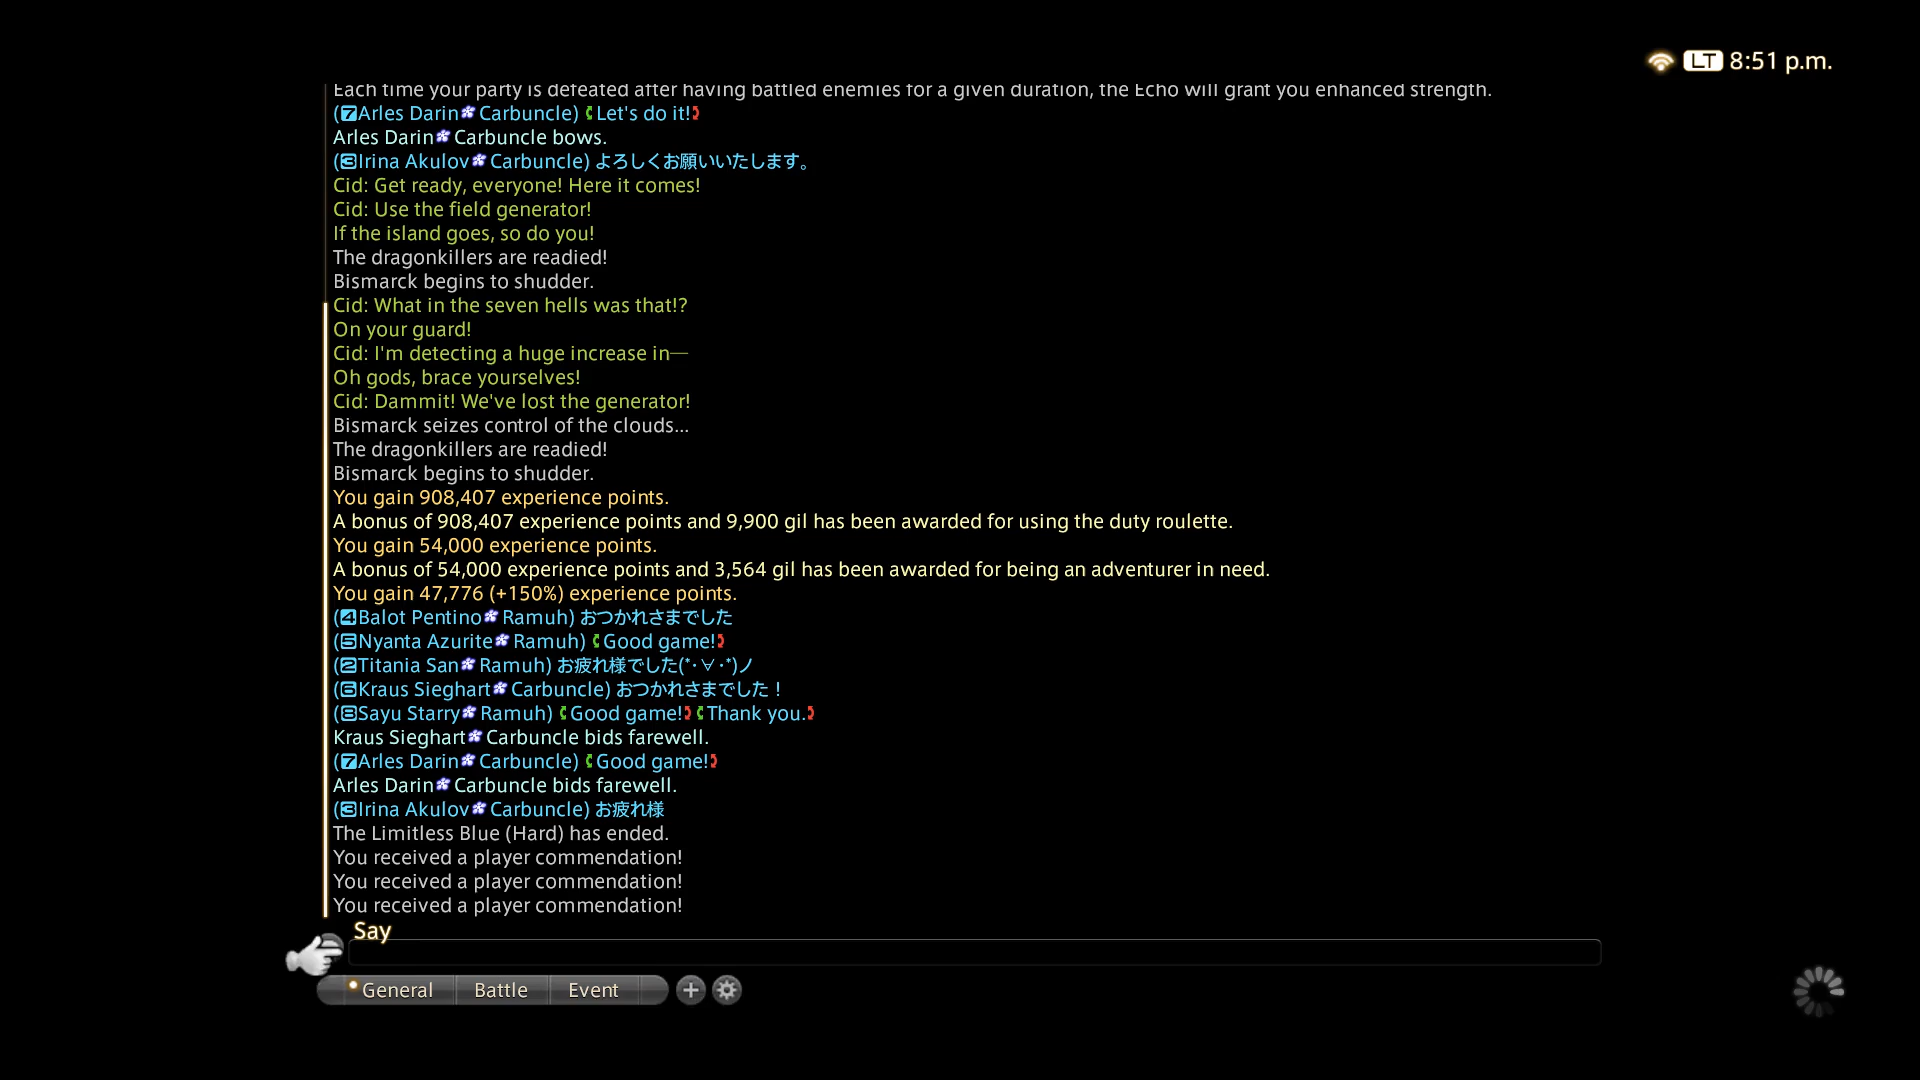 LT 8:51 p.m.
Each time your party is defeated after having battled enemies for a given duration, the Echo will grant you enhanced strength.
(7Arles Darin Carbuncle) Let's do it!
Arles Darin Carbuncle bows.
(3Irina Akulov Carbuncle) よろしくお願いいたします。
Cid: Get ready, everyone! Here it comes!
Cid: Use the field generator!
If the island goes, so do you!
The dragonkillers are readied!
Bismarck begins to shudder.
Cid: What in the seven hells was that!?
On your guard!
Cid: I'm detecting a huge increase in—
Oh gods, brace yourselves!
Cid: Dammit! We've lost the generator!
Bismarck seizes control of the clouds...
The dragonkillers are readied!
Bismarck begins to shudder.
You gain 908,407 experience points.
A bonus of 908,407 experience points and 9,900 gil has been awarded for using the duty roulette.
You gain 54,000 experience points.
A bonus of 54,000 experience points and 3,564 gil has been awarded for being an adventurer in need.
You gain 47,776 (+150%) experience points.
(4Balot Pentino Ramuh) おつかれさまでした
(5Nyanta Azurite Ramuh) Good game!
(2Titania San Ramuh) お疲れ様でした(*･∀･*)ノ
(6Kraus Sieghart Carbuncle) おつかれさまでした！
(8Sayu Starry Ramuh) Good game! Thank you.
Kraus Sieghart Carbuncle bids farewell.
(7Arles Darin Carbuncle) Good game!
Arles Darin Carbuncle bids farewell.
(3Irina Akulov Carbuncle) お疲れ様
The Limitless Blue (Hard) has ended.
You received a player commendation!
You received a player commendation!
You received a player commendation!
Say
General Battle Event